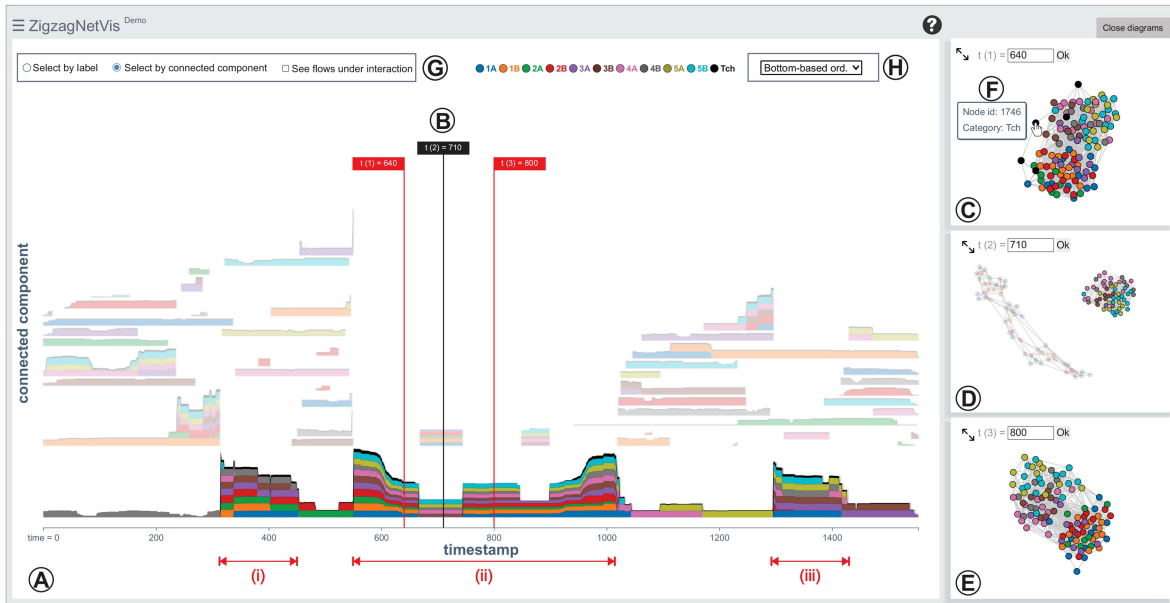 ☰ ZigzagNetVis Demo
?
Close diagrams
Select by label
Select by connected component
See flows under interaction
G
1A 1B 2A 2B 3A 3B 4A 4B 5A 5B Tch
Bottom-based ord.
H
B
t (2) = 710
t (1) = 640
t (3) = 800
connected component
time = 0
200
400
600
800
1000
1200
1400
timestamp
(i)
(ii)
(iii)
A
t (1) = 640 Ok
F
Node id: 1746
Category: Tch
C
t (2) = 710 Ok
D
t (3) = 800 Ok
E